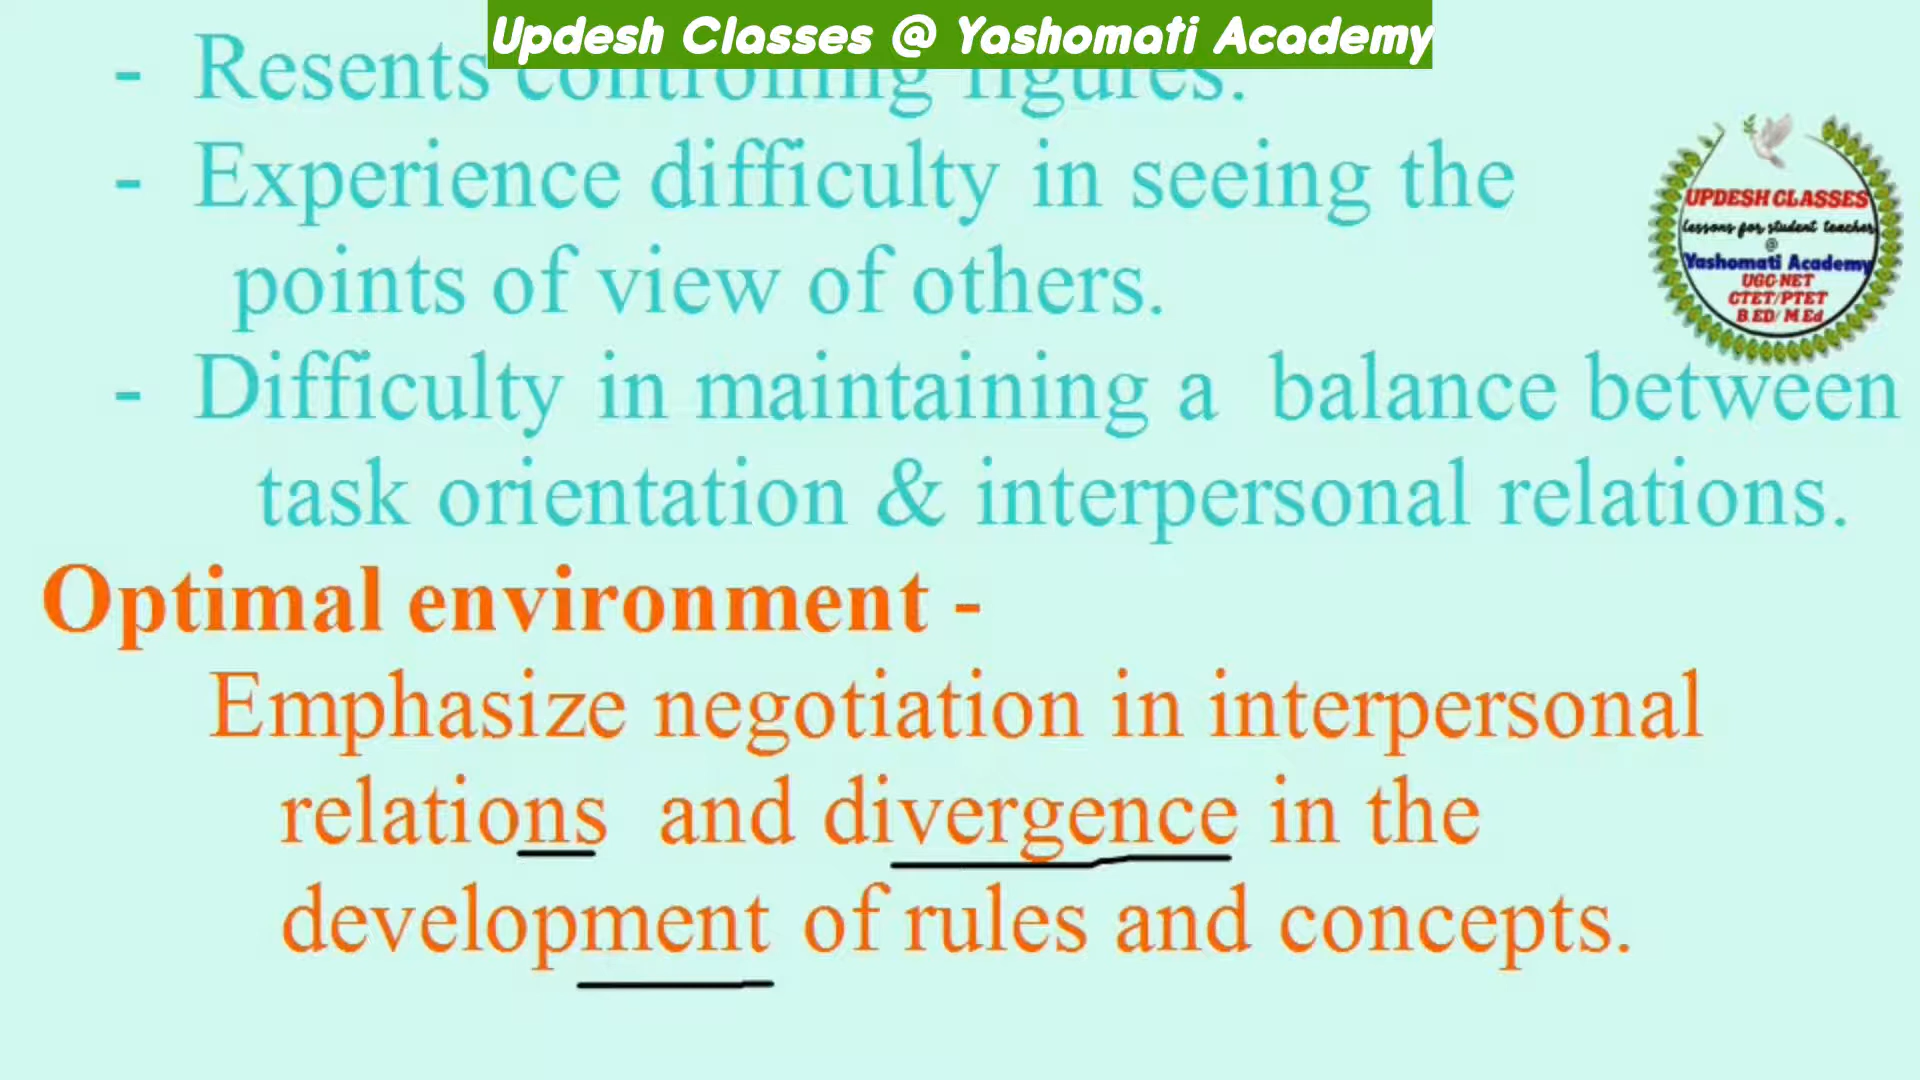 Updesh Classes @ Yashomati Academy
- Resents controlling figures.
- Experience difficulty in seeing the
points of view of others.
- Difficulty in maintaining a balance between
task orientation & interpersonal relations.
Optimal environment -
Emphasize negotiation in interpersonal
relations and divergence in the
development of rules and concepts.
UPDESH CLASSES
Lessons for student teacher
@
Yashomati Academy
UGC-NET
CTET/PTET
B.ED/ M.Ed